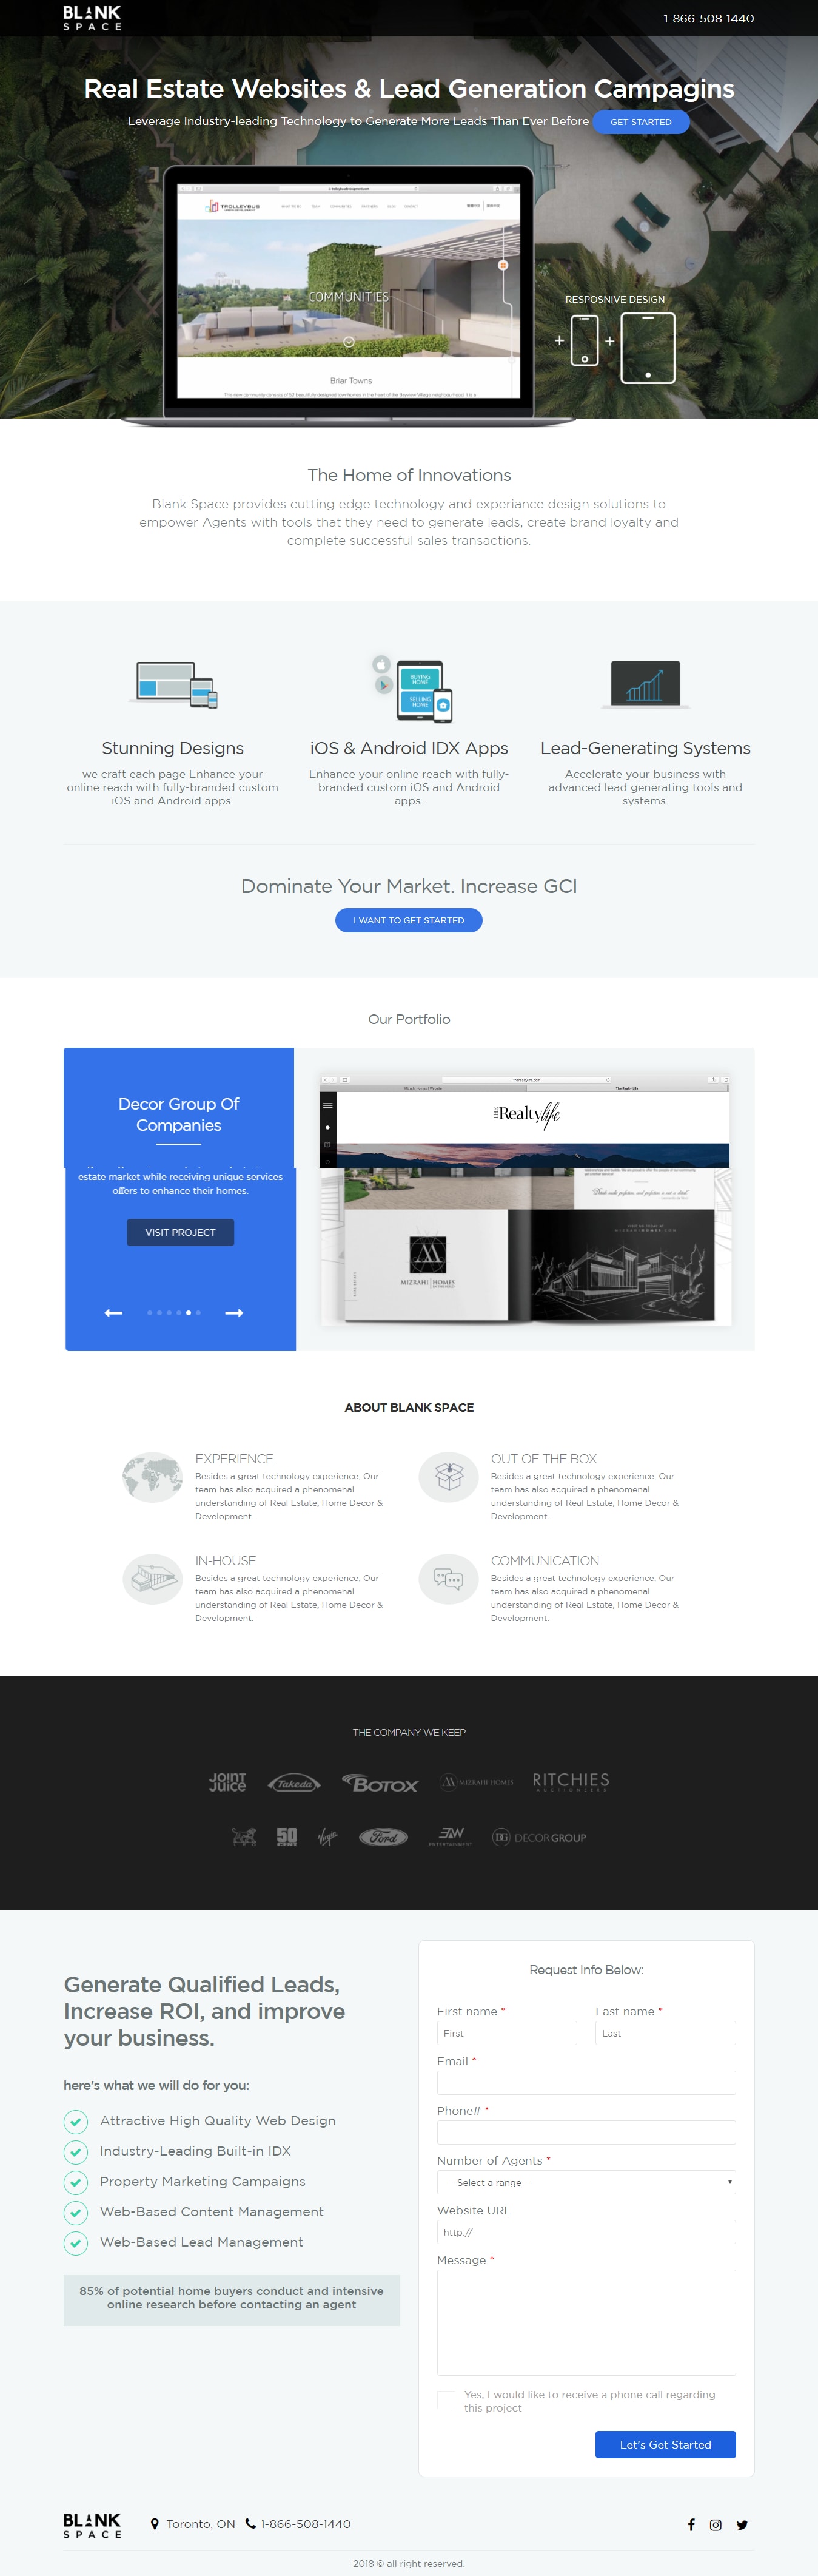 BLANK
SPACE
1-866-508-1440
Real Estate Websites & Lead Generation Campagins
Leverage Industry-leading Technology to Generate More Leads Than Ever Before
GET STARTED
TROLLEYBUS
COMMUNITIES
Briar Towns
RESPOSNIVE DESIGN
The Home of Innovations
Blank Space provides cutting edge technology and experiance design solutions to
empower Agents with tools that they need to generate leads, create brand loyalty and
complete successful sales transactions.
BUYING
HOME
SELLING
HOME
Stunning Designs
we craft each page Enhance your
online reach with fully-branded custom
iOS and Android apps.
iOS & Android IDX Apps
Enhance your online reach with fully-
branded custom iOS and Android
apps.
Lead-Generating Systems
Accelerate your business with
advanced lead generating tools and
systems.
Dominate Your Market. Increase GCI
I WANT TO GET STARTED
Our Portfolio
Decor Group Of
Companies
estate market while receiving unique services
offers to enhance their homes.
VISIT PROJECT
The Realty Life
THE Realty life
MIZRAHI HOMES
ABOUT BLANK SPACE
EXPERIENCE
Besides a great technology experience, Our
team has also acquired a phenomenal
understanding of Real Estate, Home Decor &
Development.
OUT OF THE BOX
Besides a great technology experience, Our
team has also acquired a phenomenal
understanding of Real Estate, Home Decor &
Development.
IN-HOUSE
Besides a great technology experience, Our
team has also acquired a phenomenal
understanding of Real Estate, Home Decor &
Development.
COMMUNICATION
Besides a great technology experience, Our
team has also acquired a phenomenal
understanding of Real Estate, Home Decor &
Development.
THE COMPANY WE KEEP
JOINT JUICE
Takeda
BOTOX
MIZRAHI HOMES
RITCHIES
AUCTIONEERS
50 CENT
Virgin
Ford
ENTERTAINMENT
DG DECOR GROUP
Generate Qualified Leads,
Increase ROI, and improve
your business.
here's what we will do for you:
Attractive High Quality Web Design
Industry-Leading Built-in IDX
Property Marketing Campaigns
Web-Based Content Management
Web-Based Lead Management
85% of potential home buyers conduct and intensive
online research before contacting an agent
Request Info Below:
First name *
Last name *
First
Last
Email *
Phone# *
Number of Agents *
---Select a range---
Website URL
http://
Message *
Yes, I would like to receive a phone call regarding
this project
Let's Get Started
BLANK
SPACE
Toronto, ON
1-866-508-1440
2018 © all right reserved.